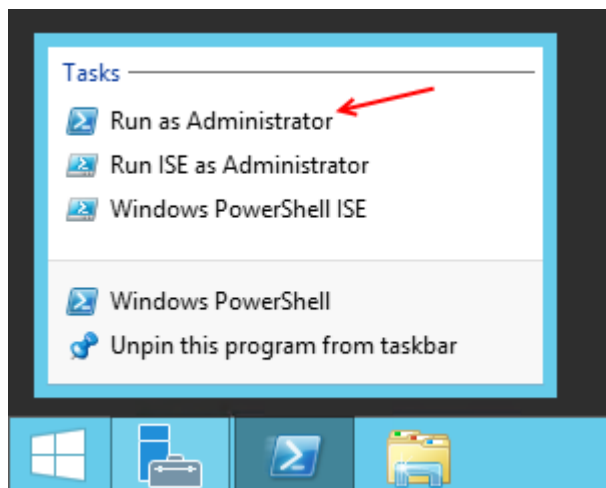 Tasks
Run as Administrator
Run ISE as Administrator
Windows PowerShell ISE
Windows PowerShell
Unpin this program from taskbar